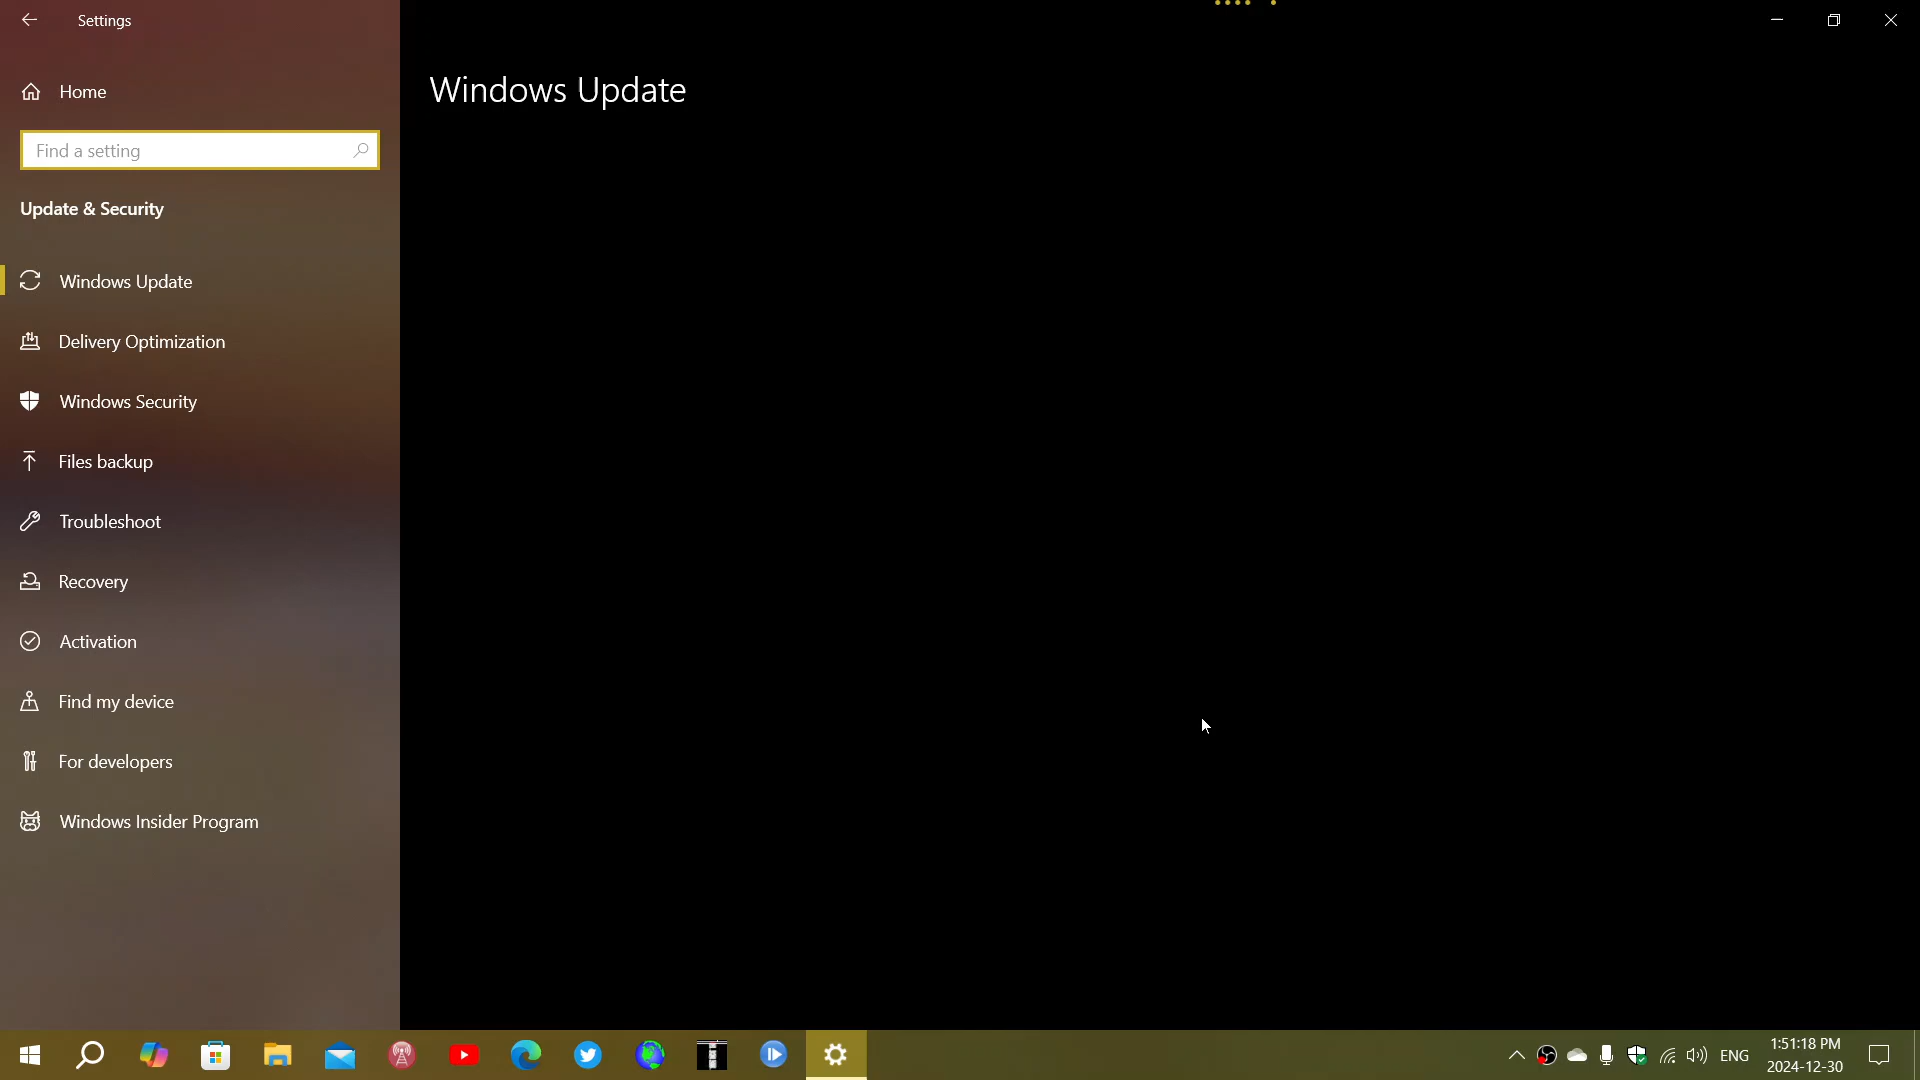 Settings
Windows Update
Home
Find a setting
Update & Security
Windows Update
Delivery Optimization
Windows Security
Files backup
Troubleshoot
Recovery
Activation
Find my device
For developers
Windows Insider Program
ENG
1:51:18 PM
2024-12-30